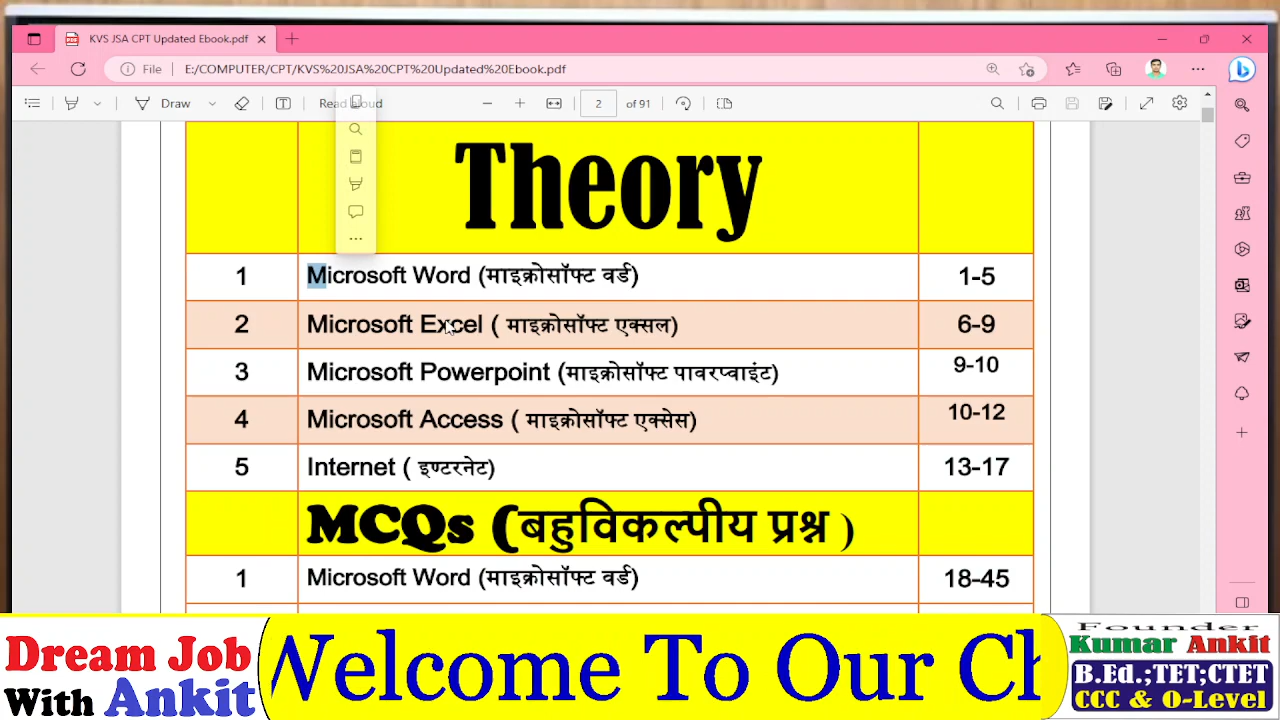 KVS JSA CPT Updated Ebook.pdf
File E:/COMPUTER/CPT/KVS%20JSA%20CPT%20Updated%20Ebook.pdf
Draw Read aloud 2 of 91
Theory
1 Microsoft Word (माइक्रोसॉफ्ट वर्ड) 1-5
2 Microsoft Excel ( माइक्रोसॉफ्ट एक्सल) 6-9
3 Microsoft Powerpoint (माइक्रोसॉफ्ट पावरप्वाइंट) 9-10
4 Microsoft Access ( माइक्रोसॉफ्ट एक्सेस) 10-12
5 Internet ( इण्टरनेट) 13-17
MCQs (बहुविकल्पीय प्रश्न )
1 Microsoft Word (माइक्रोसॉफ्ट वर्ड) 18-45
Dream Job
With Ankit
Welcome To Our Ch
Founder
Kumar Ankit
B.Ed.;TET;CTET
CCC & O-Level